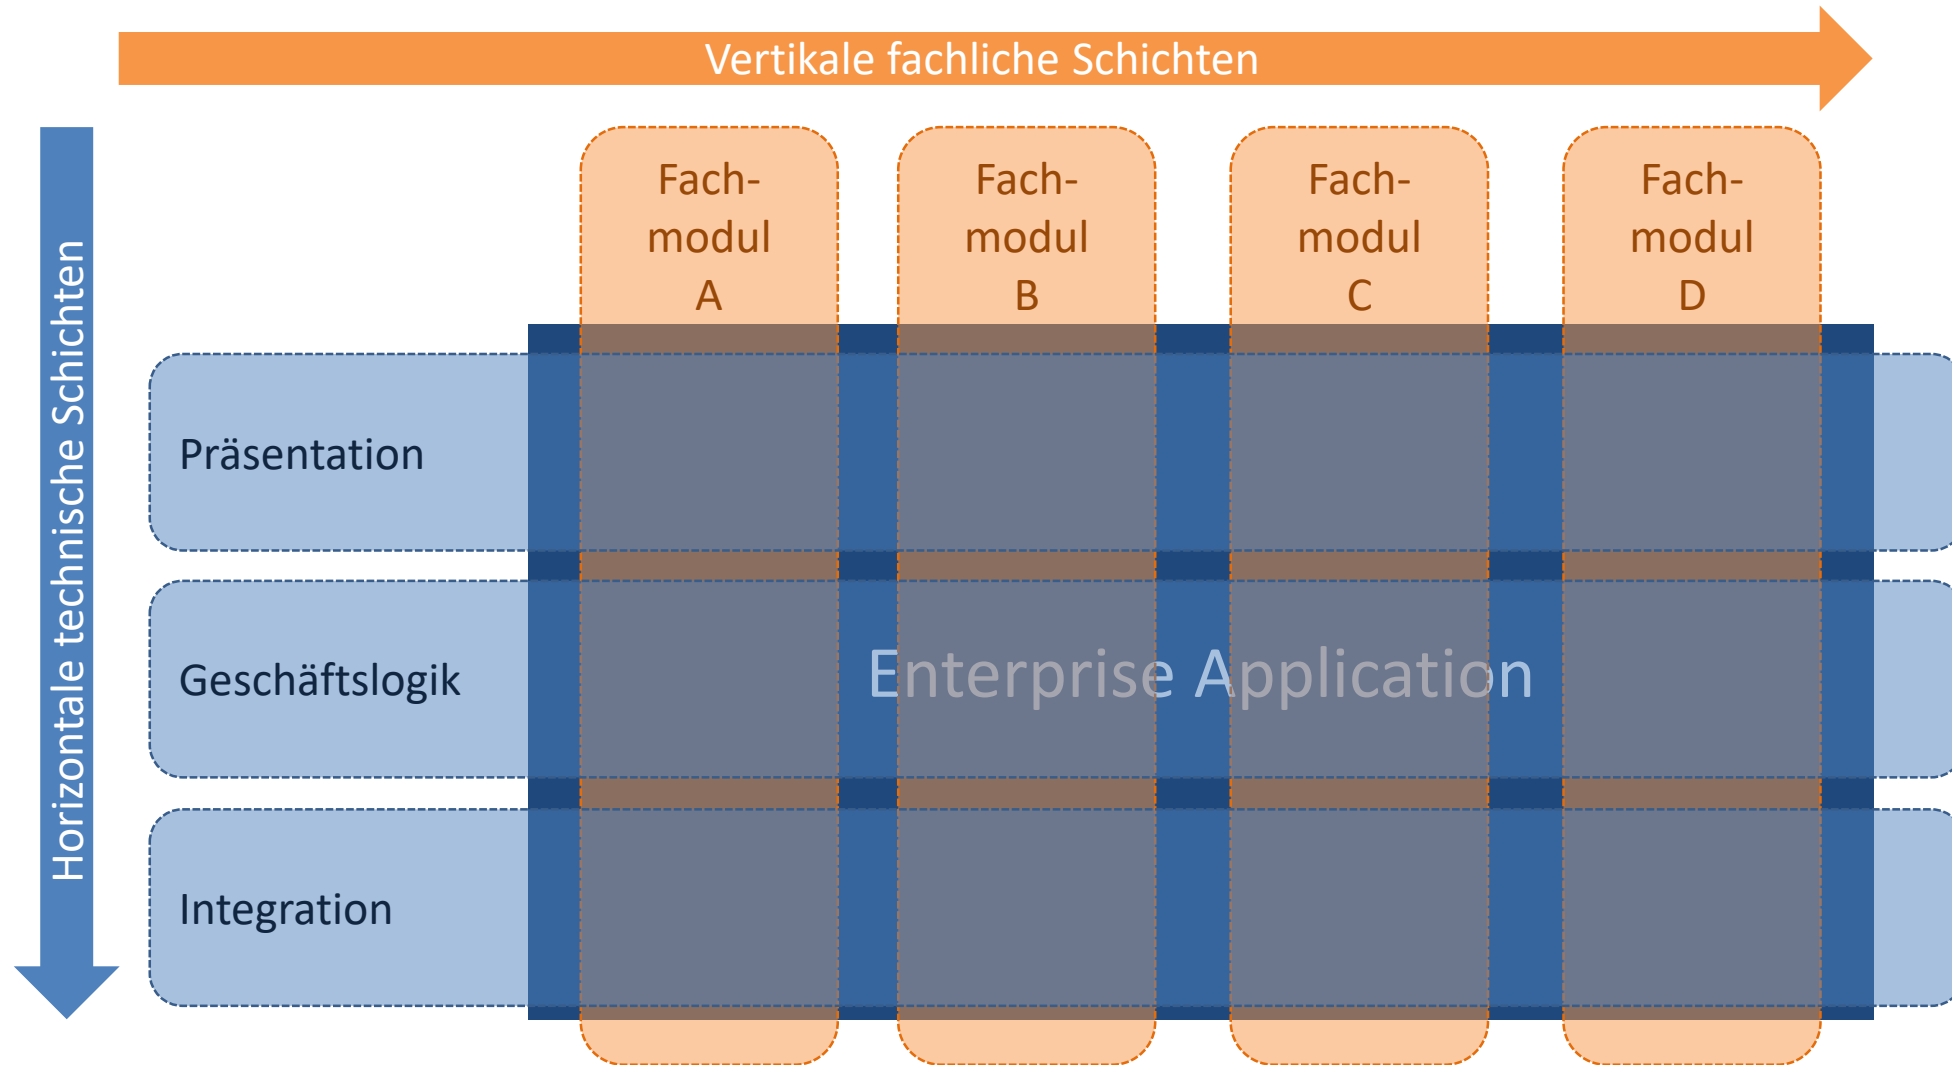 Vertikale fachliche Schichten
Horizontale technische Schichten
Fach-
modul
A
Fach-
modul
B
Fach-
modul
C
Fach-
modul
D
Präsentation
Geschäftslogik
Enterprise Application
Integration